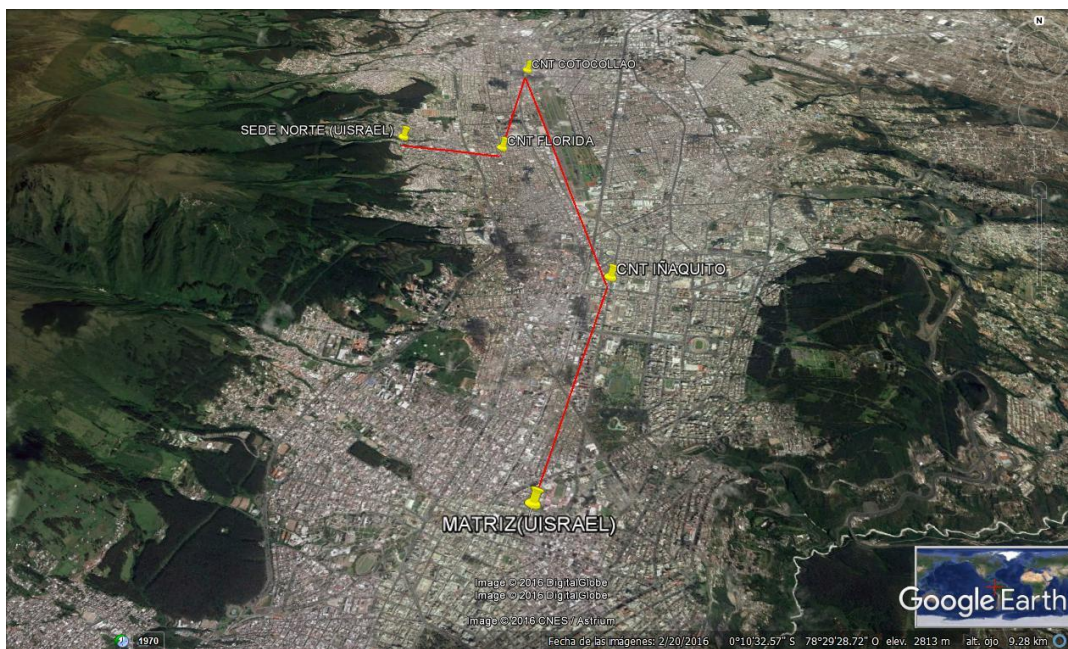 N
CNT COTOCOLLAO
SEDE NORTE (UISRAEL)
CNT FLORIDA
CNT IÑAQUITO
MATRIZ(UISRAEL)
Image © 2016 DigitalGlobe
Image © 2016 DigitalGlobe
Image © 2016 CNES / Astrium
Google Earth
1970
Fecha de las imágenes: 2/20/2016 0°10'32.57" S 78°29'28.72" O elev. 2813 m alt. ojo 9.28 km